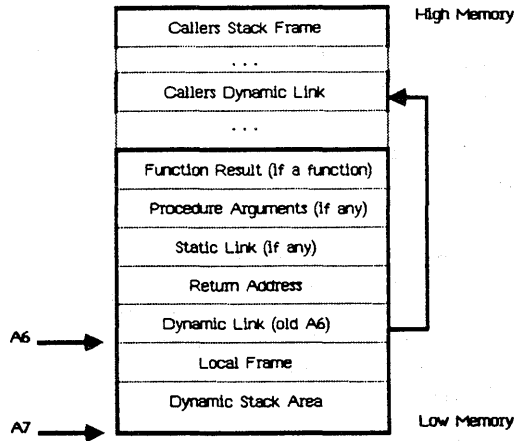 High Memory
Callers Stack Frame
...
Callers Dynamic Link
...
Function Result (if a function)
Procedure Arguments (if any)
Static Link (if any)
Return Address
Dynamic Link (old A6)
A6
Local Frame
Dynamic Stack Area
A7
Low Memory